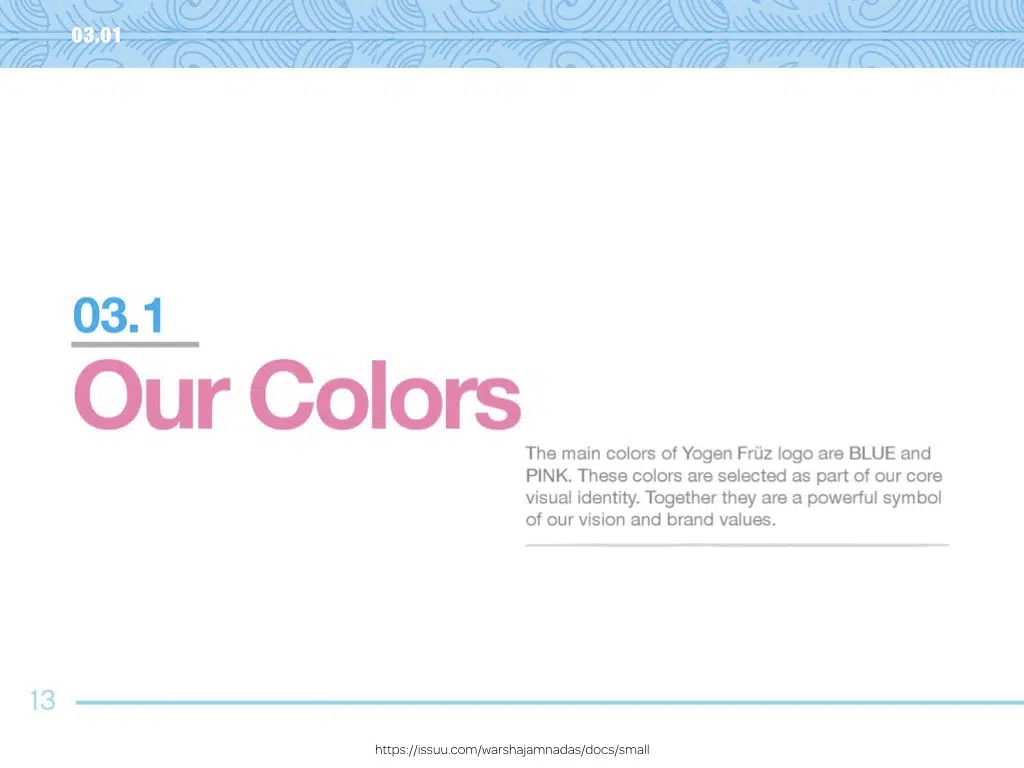 03.01
03.1
Our Colors
The main colors of Yogen Früz logo are BLUE and
PINK. These colors are selected as part of our core
visual identity. Together they are a powerful symbol
of our vision and brand values.
13
https://issuu.com/warshajamnadas/docs/small